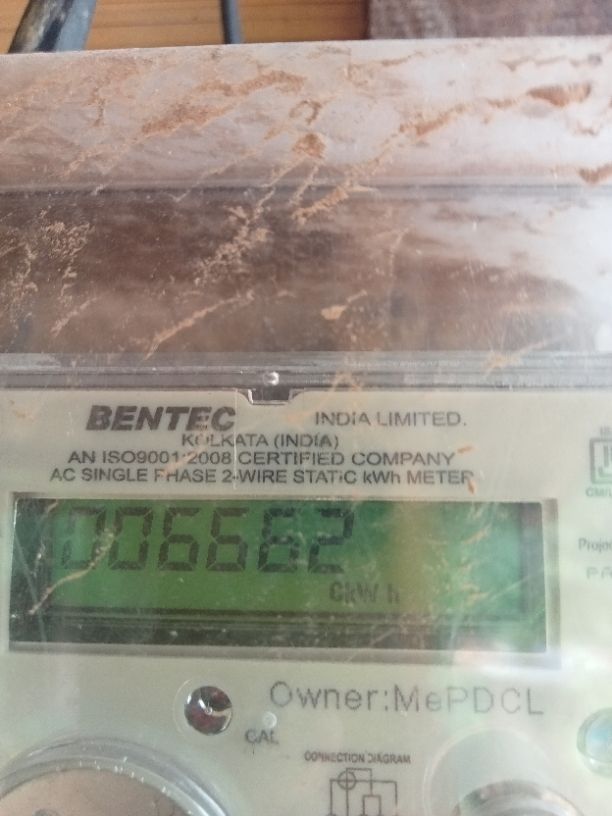 BENTEC INDIA LIMITED.
KOLKATA (INDIA)
AN ISO9001:2008 CERTIFIED COMPANY
AC SINGLE PHASE 2-WIRE STATIC kWh METER
006662
CkWh
Owner:MePDCL
CAL
CONNECTION DIAGRAM